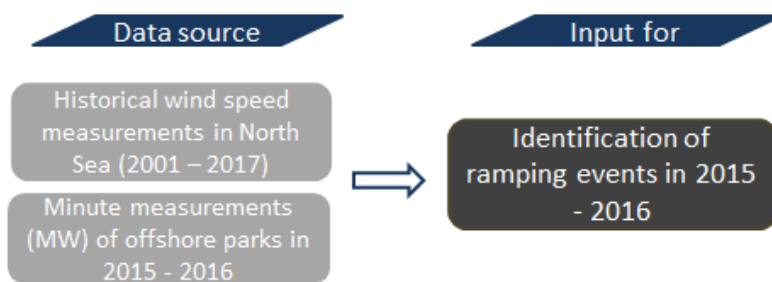 Data source
Input for
Historical wind speed
measurements in North
Sea (2001 – 2017)
Minute measurements
(MW) of offshore parks in
2015 - 2016
Identification of
ramping events in 2015
- 2016